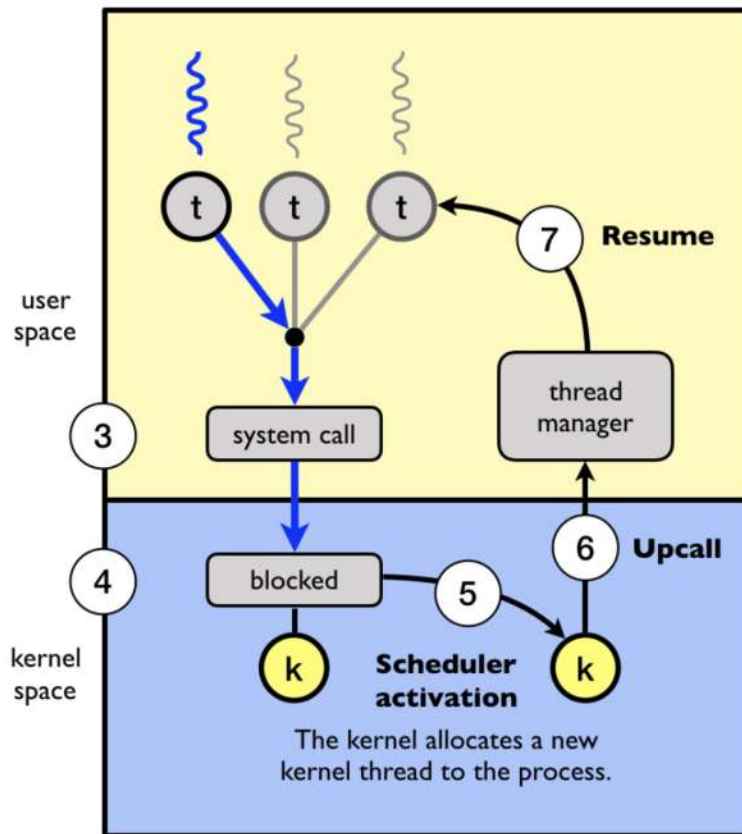 t
t
t
7
Resume
user
space
thread
manager
3
system call
6
Upcall
4
blocked
5
kernel
space
k
Scheduler
activation
k
The kernel allocates a new
kernel thread to the process.